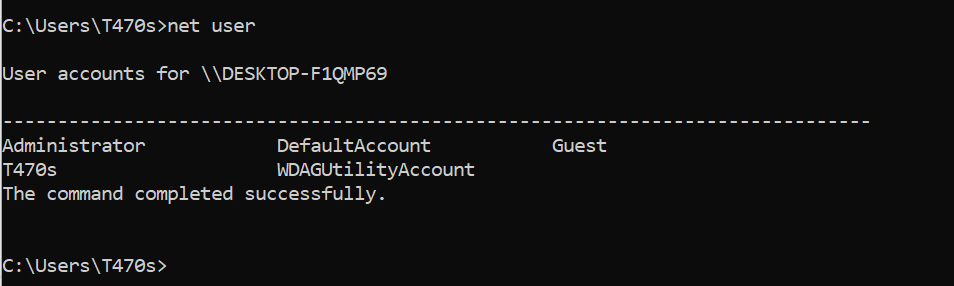 C:\Users\T470s>net user
User accounts for \\DESKTOP-F1QMP69
-------------------------------------------------------------------------------
Administrator            DefaultAccount           Guest
T470s                    WDAGUtilityAccount
The command completed successfully.
C:\Users\T470s>